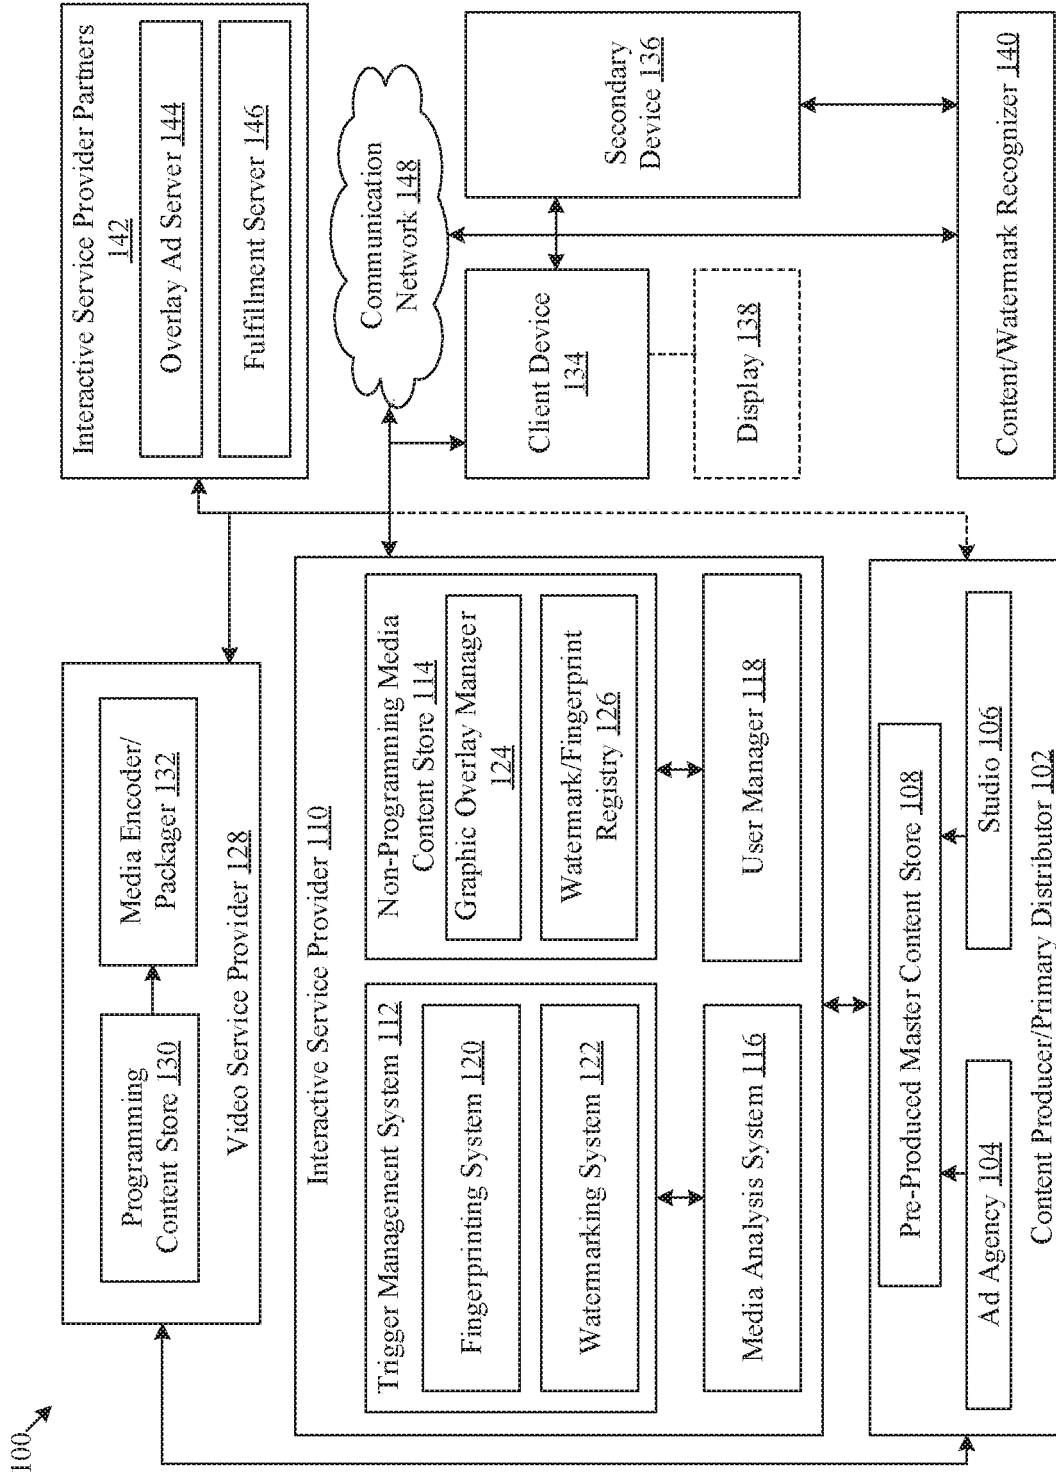 100
Programming
Content Store 130
Media Encoder/
Packager 132
Video Service Provider 128
Interactive Service Provider Partners
142
Overlay Ad Server 144
Fulfillment Server 146
Interactive Service Provider 110
Trigger Management System 112
Fingerprinting System 120
Watermarking System 122
Media Analysis System 116
Non-Programming Media
Content Store 114
Graphic Overlay Manager
124
Watermark/Fingerprint
Registry 126
User Manager 118
Communication
Network 148
Client Device
134
Display 138
Secondary
Device 136
Content/Watermark Recognizer 140
Pre-Produced Master Content Store 108
Ad Agency 104
Studio 106
Content Producer/Primary Distributor 102